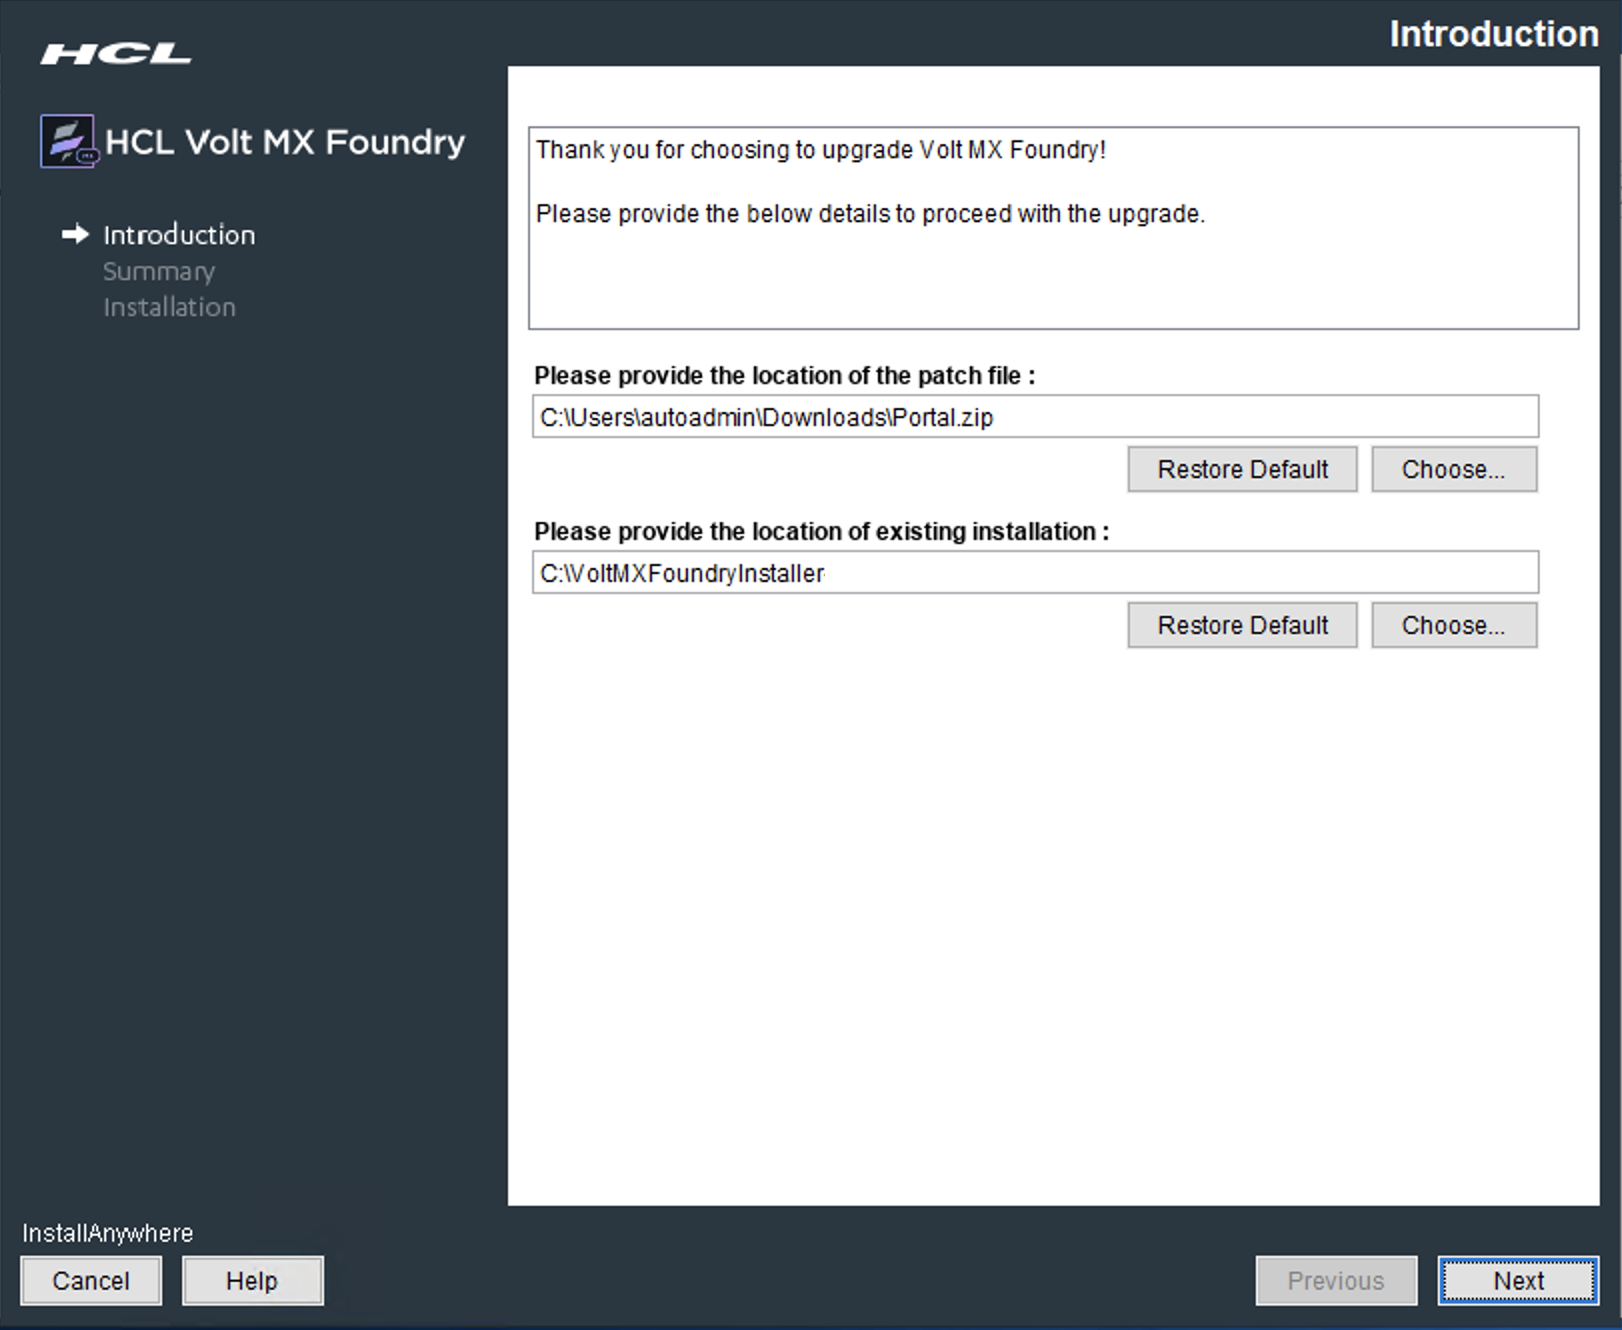 Introduction
HCL
HCL Volt MX Foundry
Introduction
Summary
Installation
Thank you for choosing to upgrade Volt MX Foundry!
Please provide the below details to proceed with the upgrade.
Please provide the location of the patch file :
C:\Users\autoadmin\Downloads\Portal.zip
Restore Default
Choose...
Please provide the location of existing installation :
C:\VoltMXFoundryInstaller
Restore Default
Choose...
InstallAnywhere
Cancel
Help
Previous
Next